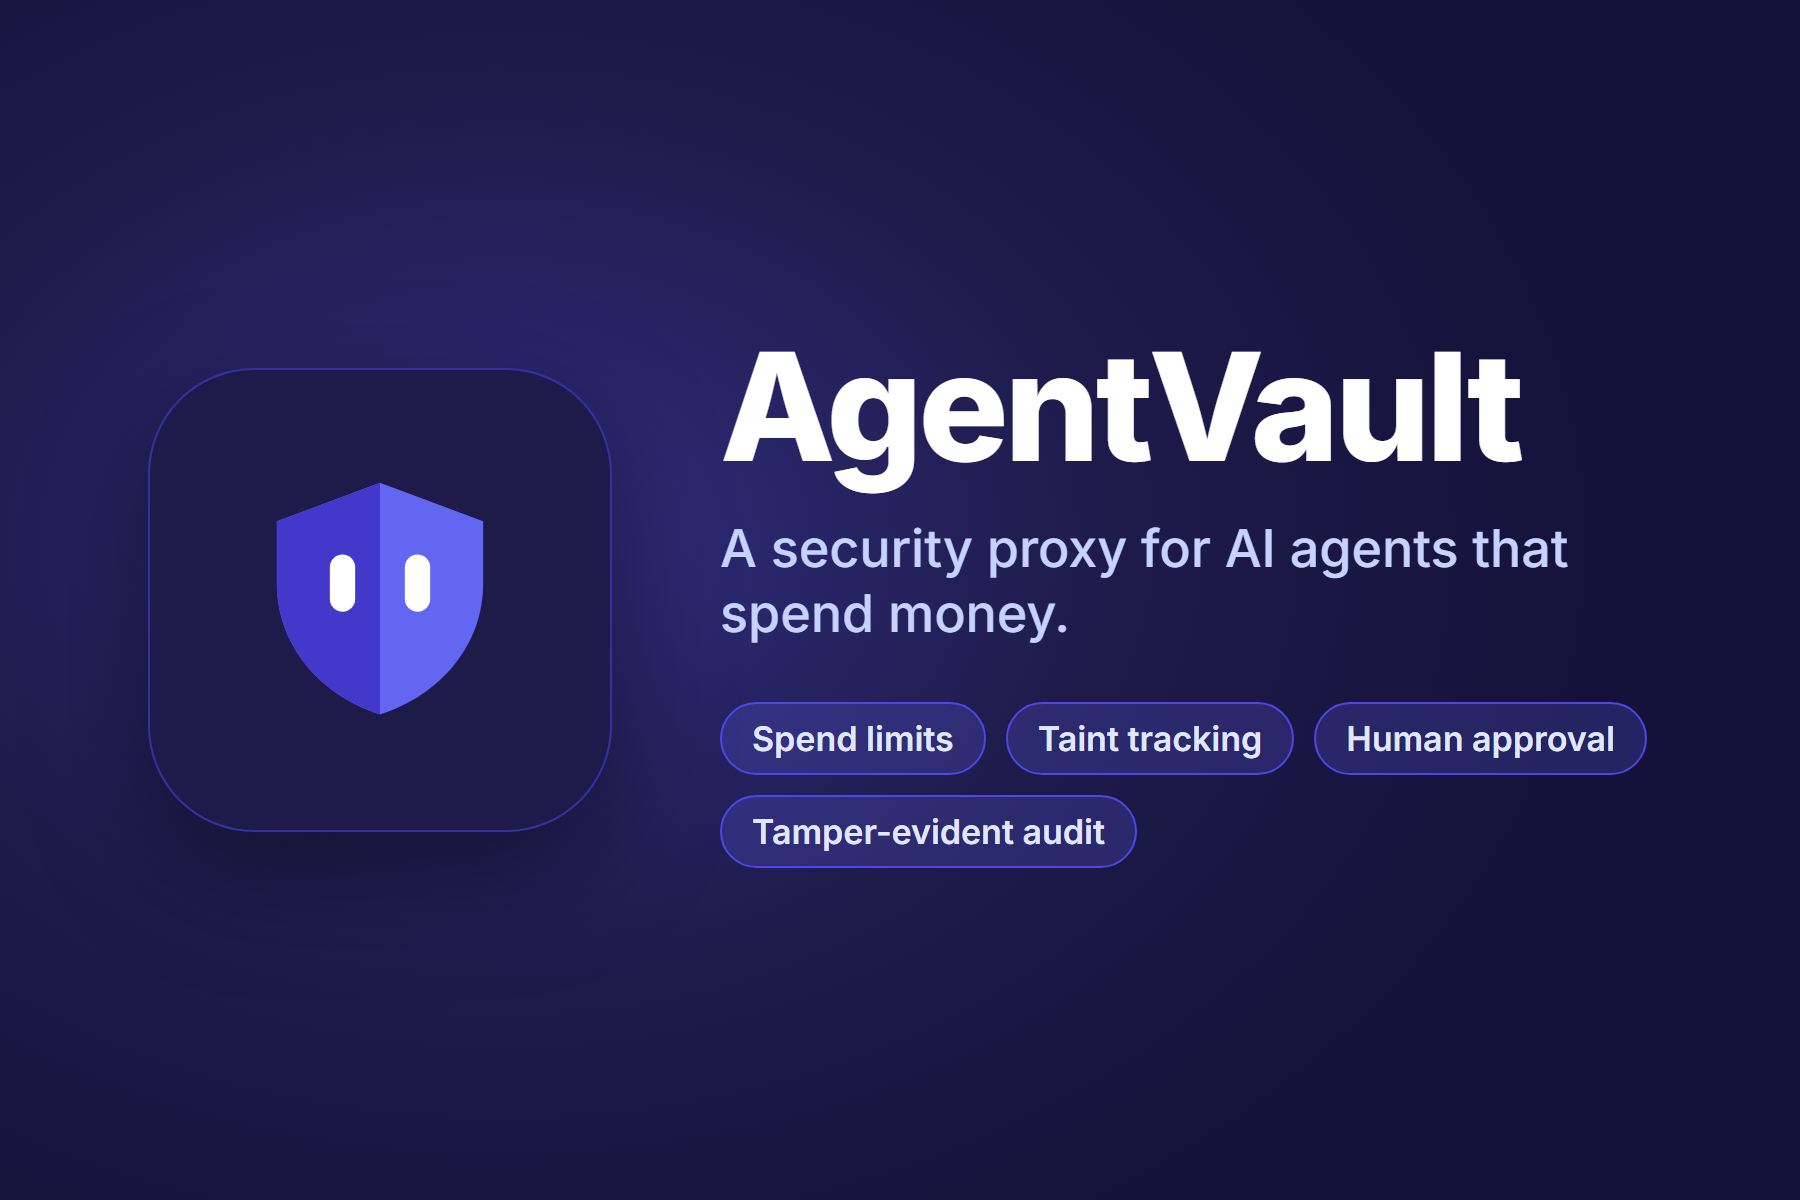 AgentVault
A security proxy for AI agents that
spend money.
Spend limits
Taint tracking
Human approval
Tamper-evident audit